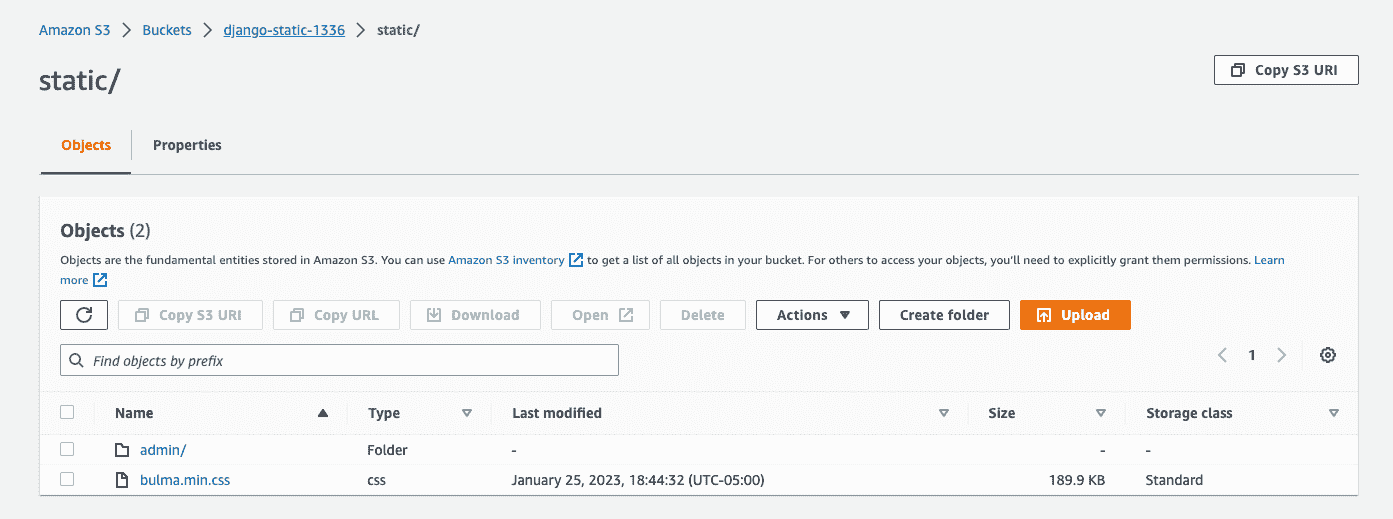 Amazon S3 > Buckets > django-static-1336 > static/
static/
Copy S3 URI
Objects Properties
Objects (2)
Objects are the fundamental entities stored in Amazon S3. You can use Amazon S3 inventory to get a list of all objects in your bucket. For others to access your objects, you'll need to explicitly grant them permissions. Learn
more
Copy S3 URI Copy URL Download Open Delete Actions Create folder Upload
Find objects by prefix
1
Name Type Last modified Size Storage class
admin/ Folder - - -
bulma.min.css css January 25, 2023, 18:44:32 (UTC-05:00) 189.9 KB Standard